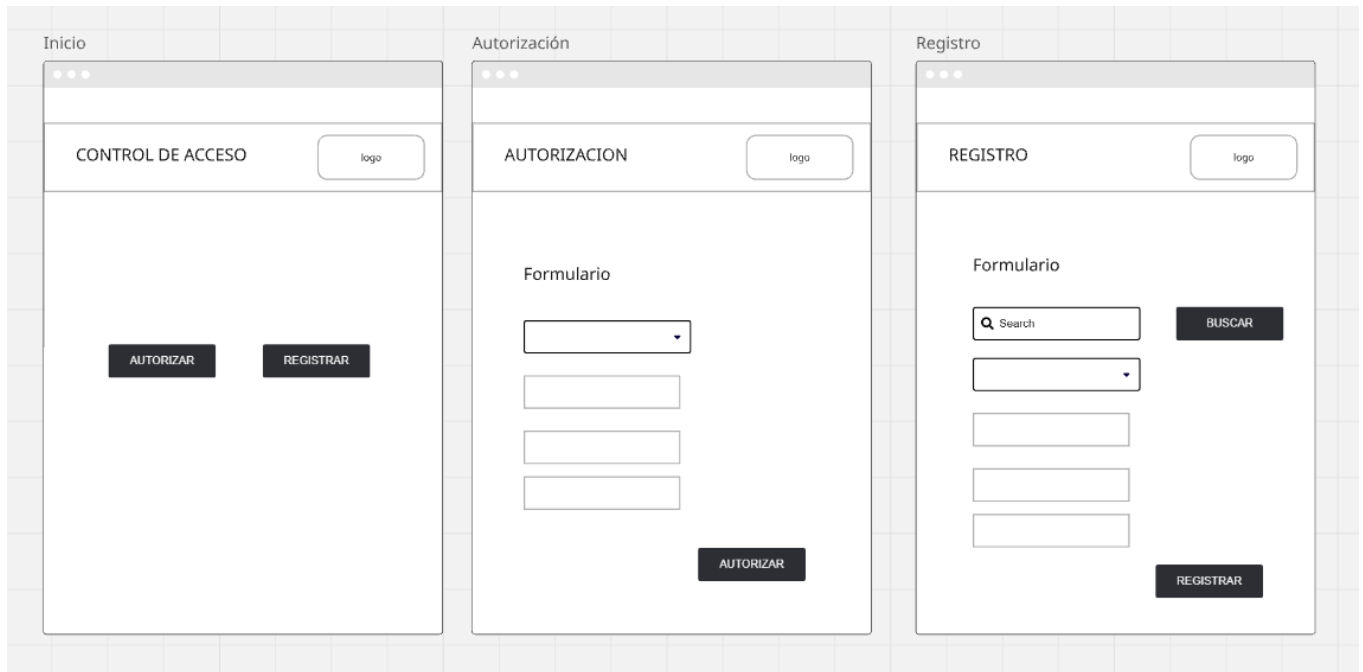 Inicio
CONTROL DE ACCESO
logo
AUTORIZAR
REGISTRAR
Autorización
AUTORIZACION
logo
Formulario
AUTORIZAR
Registro
REGISTRO
logo
Formulario
Search
BUSCAR
REGISTRAR